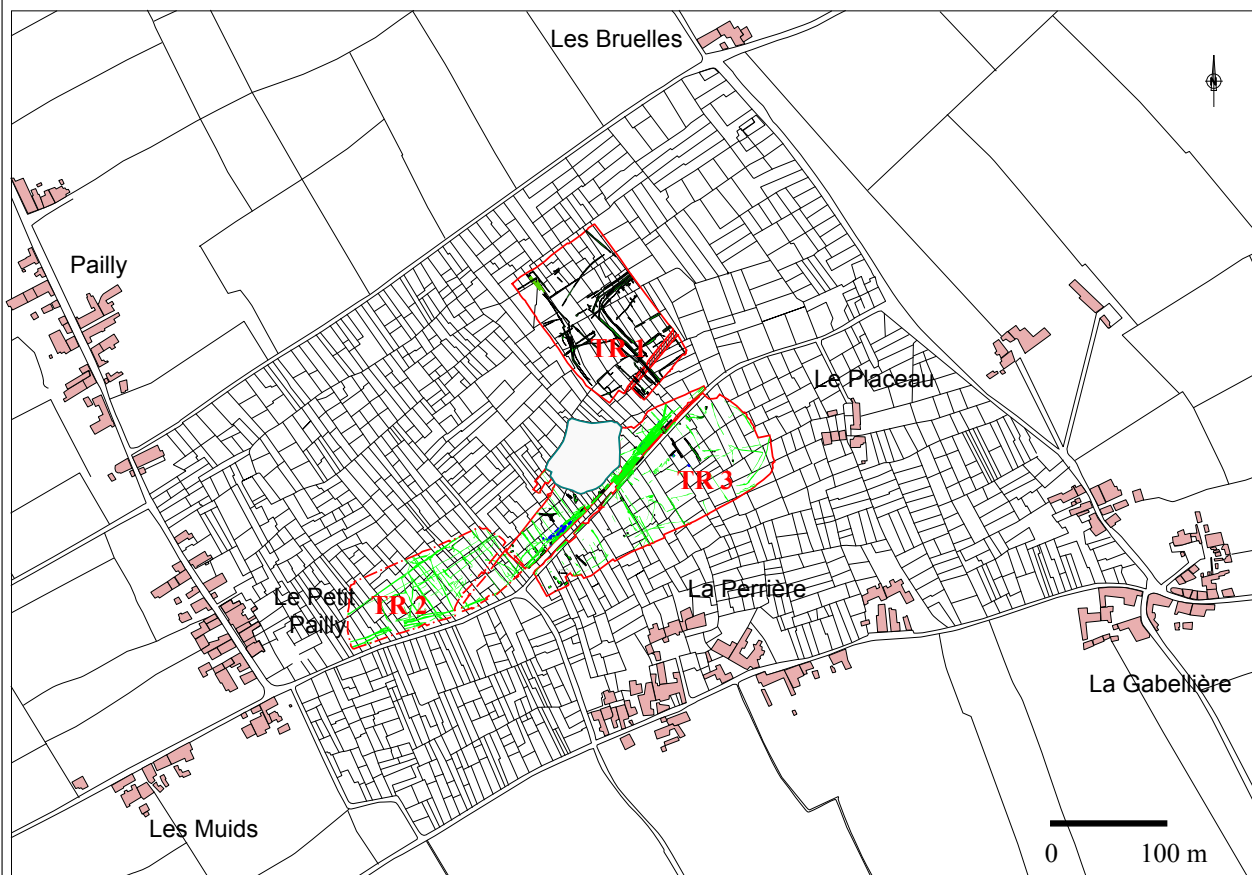 Les Bruelles
N
Pailly
TR 1
Le Placeau
TR 3
Le Petit
Pailly
TR 2
La Perrière
La Gabellière
Les Muids
0 100 m